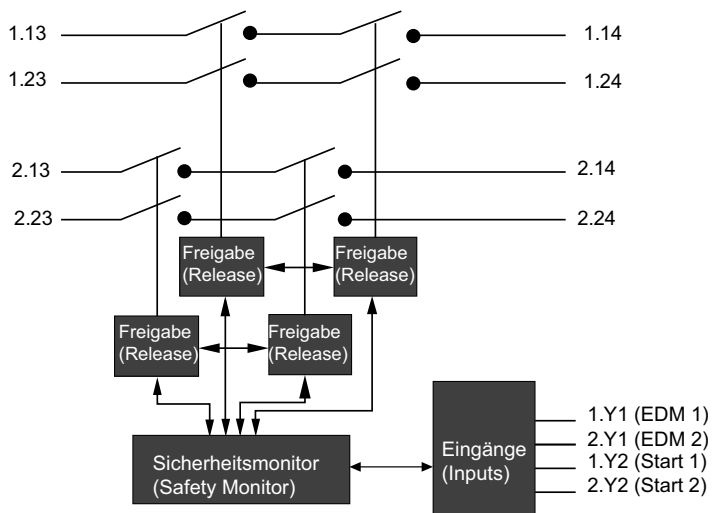 1.13
1.14
1.23
1.24
2.13
2.14
2.23
2.24
Freigabe
(Release)
Freigabe
(Release)
Freigabe
(Release)
Freigabe
(Release)
Sicherheitsmonitor
(Safety Monitor)
Eingänge
(Inputs)
1.Y1 (EDM 1)
2.Y1 (EDM 2)
1.Y2 (Start 1)
2.Y2 (Start 2)